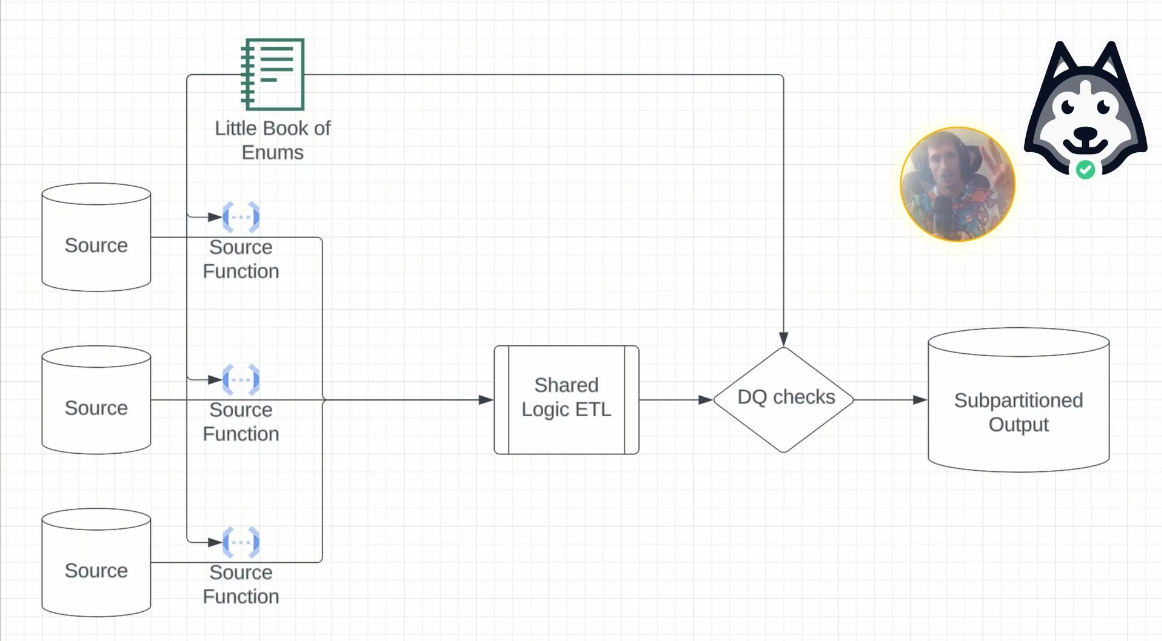 Little Book of
Enums
Source
Source
Function
Source
Source
Function
Shared
Logic ETL
DQ checks
Subpartitioned
Output
Source
Source
Function